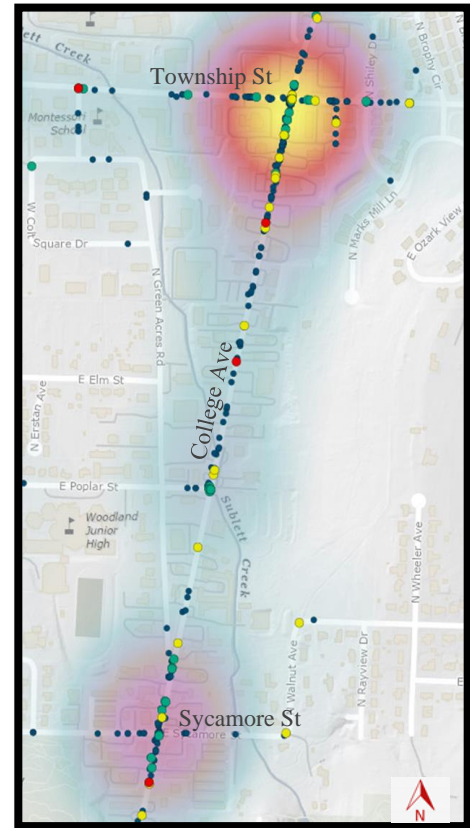 ett Creek
Township St
N Shiley Dr
N Brophy Cir
Montessori
School
W Colt
Square Dr
N Marks Mill Ln
E Ozark View
N Green Acres Rd
E Elm St
College Ave
N Erstan Ave
E Poplar St
Sublett
Creek
Woodland
Junior
High
N Wheeler Ave
Walnut Ave
N Rayview Dr
Sycamore St
Sycamore
E
N